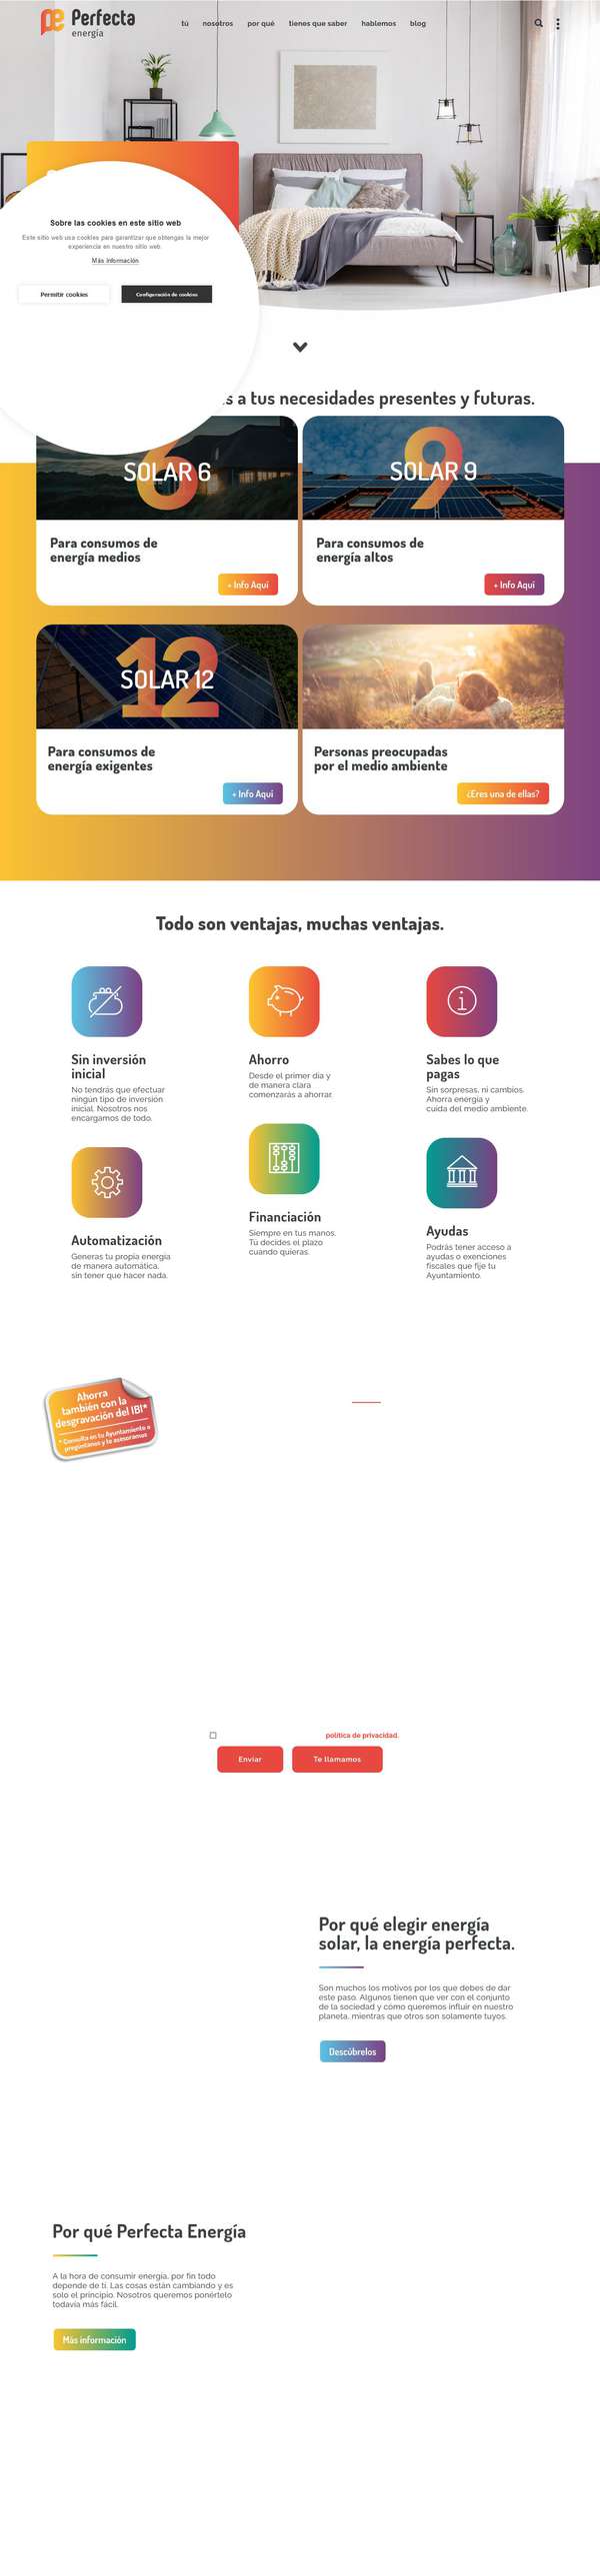 Perfecta
energía
tú nosotros por qué tienes que saber hablemos blog
Sobre las cookies en este sitio web
Este sitio web usa cookies para garantizar que obtengas la mejor
experiencia en nuestro sitio web.
Más información
Permitir cookies
Configuración de cookies
a tus necesidades presentes y futuras.
6
SOLAR 6
9
SOLAR 9
Para consumos de
energía medios
+ Info Aquí
Para consumos de
energía altos
+ Info Aquí
12
SOLAR 12
Para consumos de
energía exigentes
+ Info Aquí
Personas preocupadas
por el medio ambiente
¿Eres una de ellas?
Todo son ventajas, muchas ventajas.
Sin inversión
inicial
No tendrás que efectuar
ningún tipo de inversión
inicial. Nosotros nos
encargamos de todo.
Ahorro
Desde el primer día y
de manera clara
comenzarás a ahorrar.
Sabes lo que
pagas
Sin sorpresas, ni cambios.
Ahorra energía y
cuida del medio ambiente.
Automatización
Generas tu propia energía
de manera automática,
sin tener que hacer nada.
Financiación
Siempre en tus manos.
Tú decides el plazo
cuando quieras.
Ayudas
Podrás tener acceso a
ayudas o exenciones
fiscales que fije tu
Ayuntamiento.
Ahora
también con la
desgravación del IBI*
* Consulta en tu Ayuntamiento o
pregúntanos y te asesoramos
política de privacidad.
Enviar
Te llamamos
Por qué elegir energía
solar, la energía perfecta.
Son muchos los motivos por los que debes de dar
este paso. Algunos tienen que ver con el conjunto
de la sociedad y cómo queremos influir en nuestro
planeta, mientras que otros son solamente tuyos.
Descúbrelos
Por qué Perfecta Energía
A la hora de consumir energía, por fin todo
depende de ti. Las cosas están cambiando y es
solo el principio. Nosotros queremos ponértelo
todavía más fácil.
Más información